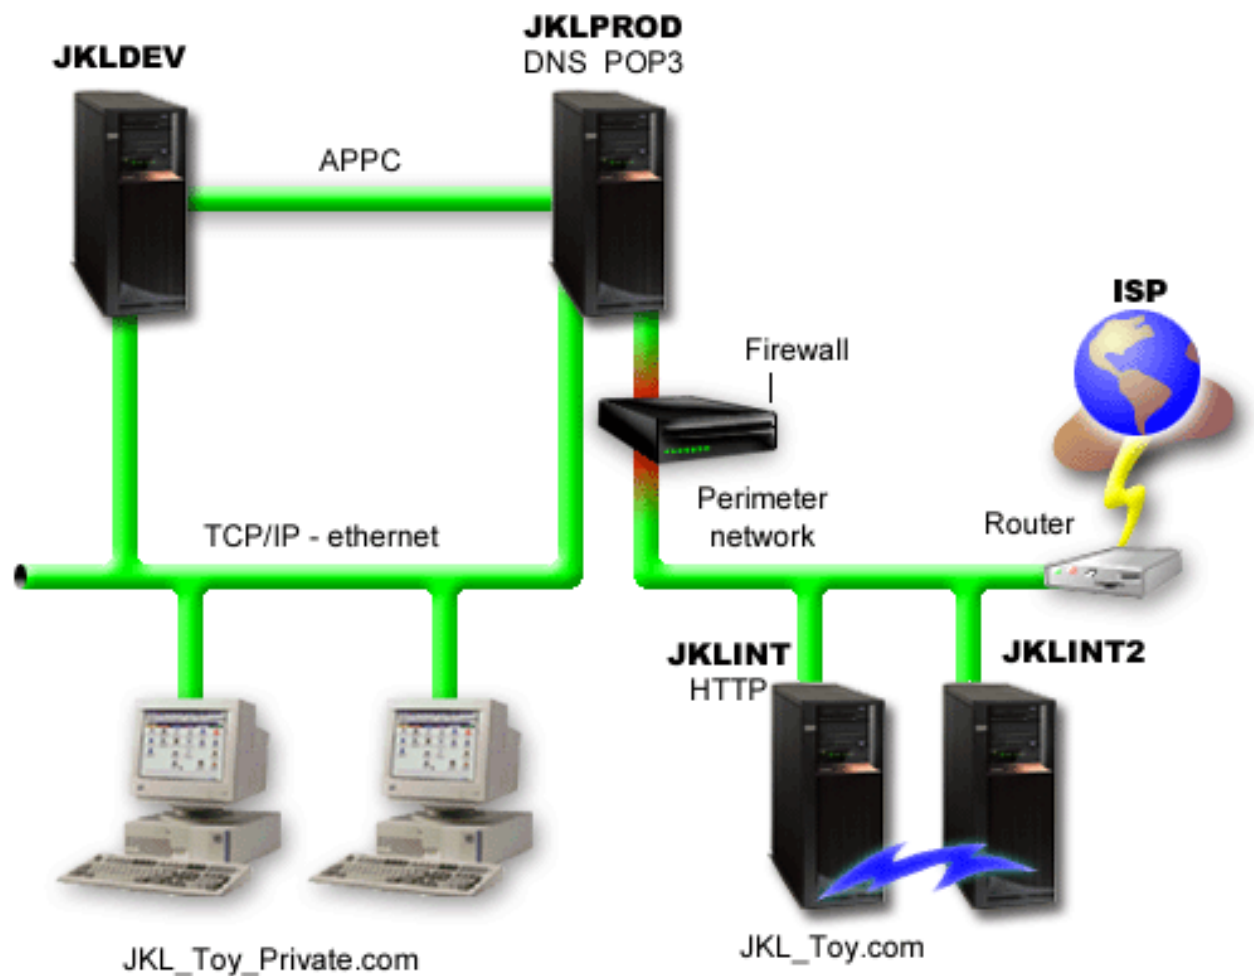 JKLDEV
JKLPROD
DNS POP3
APPC
ISP
Firewall
Perimeter
network
Router
TCP/IP - ethernet
JKLINT
HTTP
JKLINT2
JKL_Toy_Private.com
JKL_Toy.com